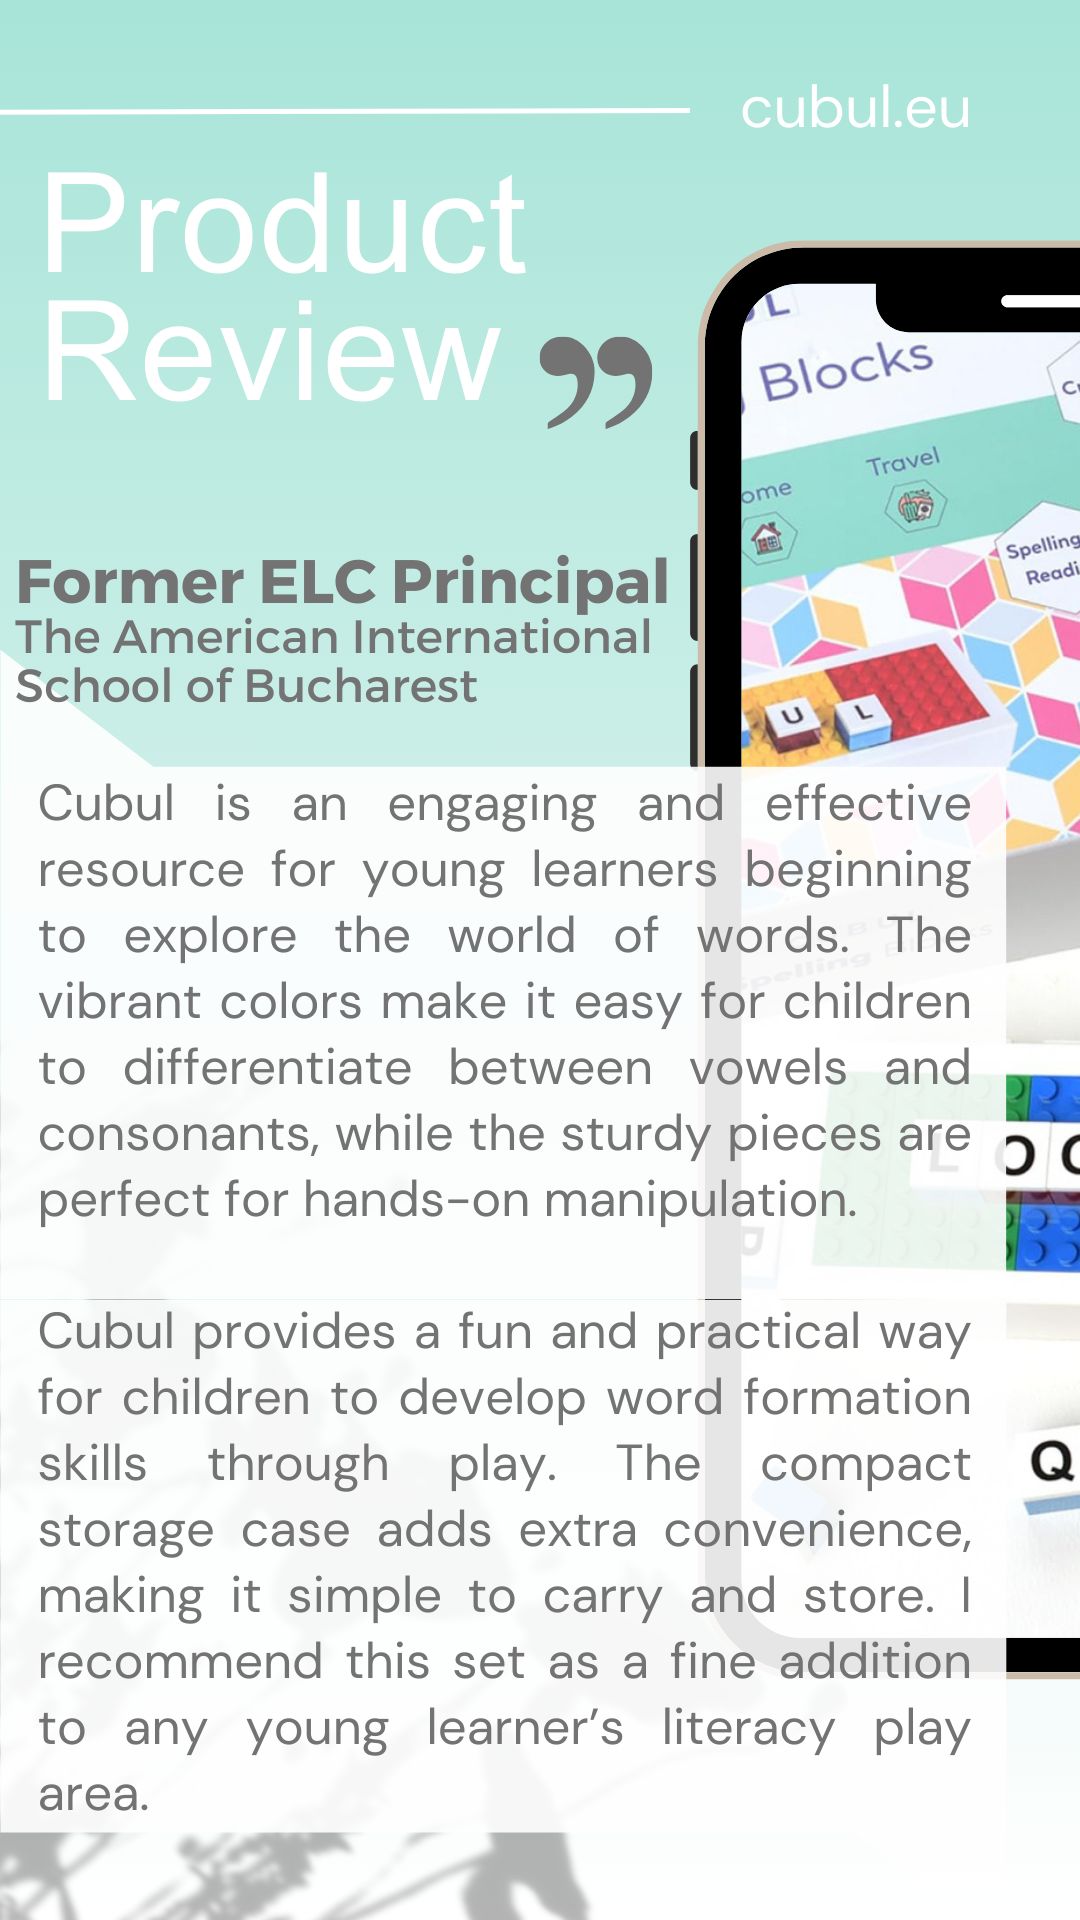 cubul.eu
Product
Review
”
Former ELC Principal
The American International
School of Bucharest
Blocks
Travel
Spelling
U L
Cubul is an engaging and effective
resource for young learners beginning
to explore the world of words. The
vibrant colors make it easy for children
to differentiate between vowels and
consonants, while the sturdy pieces are
perfect for hands-on manipulation.
Spelling Blocks
L O
Cubul provides a fun and practical way
for children to develop word formation
skills through play. The compact
storage case adds extra convenience,
making it simple to carry and store. I
recommend this set as a fine addition
to any young learner’s literacy play
area.
Q